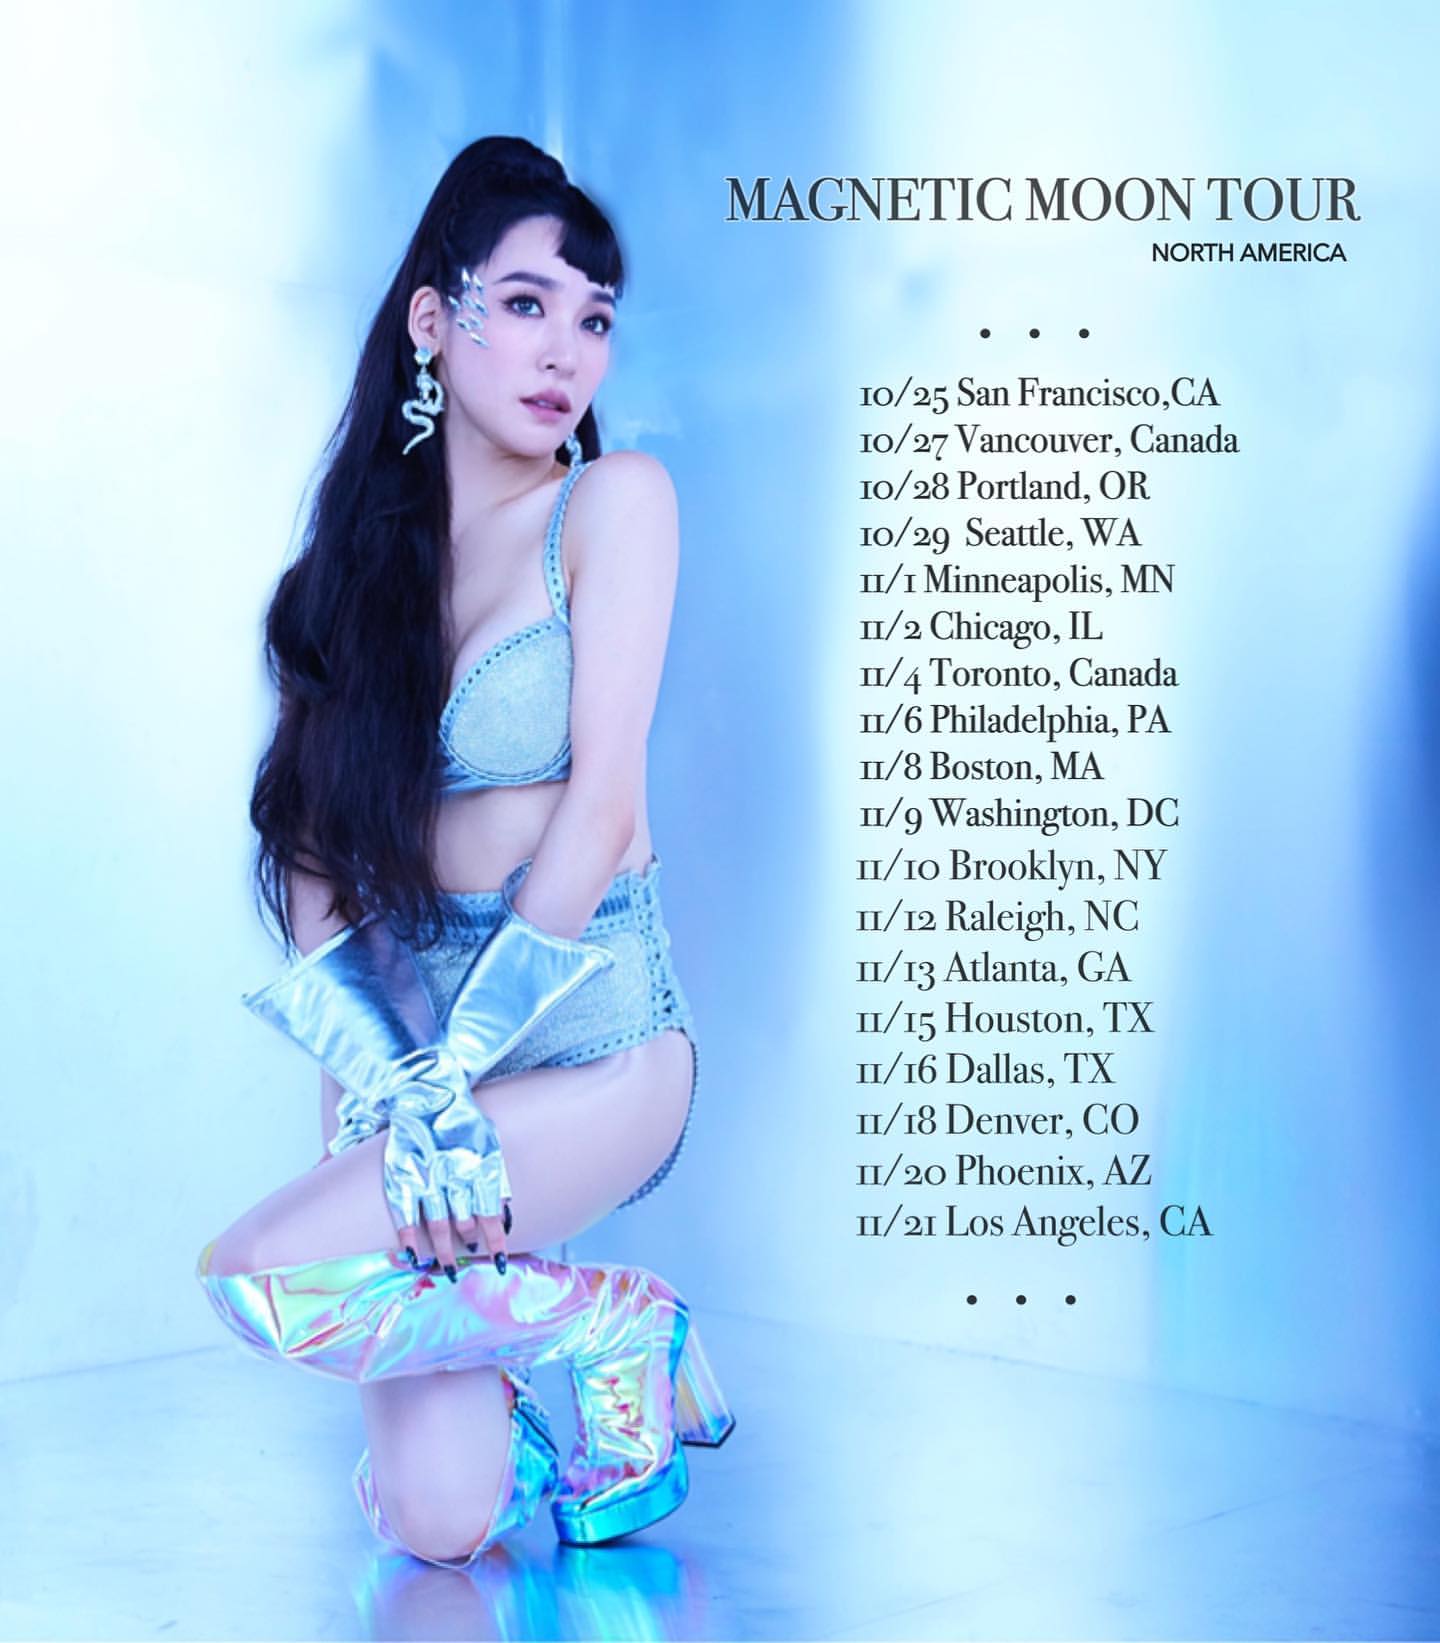 MAGNETIC MOON TOUR
NORTH AMERICA
• • •
10/25 San Francisco,CA
10/27 Vancouver, Canada
10/28 Portland, OR
10/29 Seattle, WA
11/1 Minneapolis, MN
11/2 Chicago, IL
11/4 Toronto, Canada
11/6 Philadelphia, PA
11/8 Boston, MA
11/9 Washington, DC
11/10 Brooklyn, NY
11/12 Raleigh, NC
11/13 Atlanta, GA
11/15 Houston, TX
11/16 Dallas, TX
11/18 Denver, CO
11/20 Phoenix, AZ
11/21 Los Angeles, CA
• • •